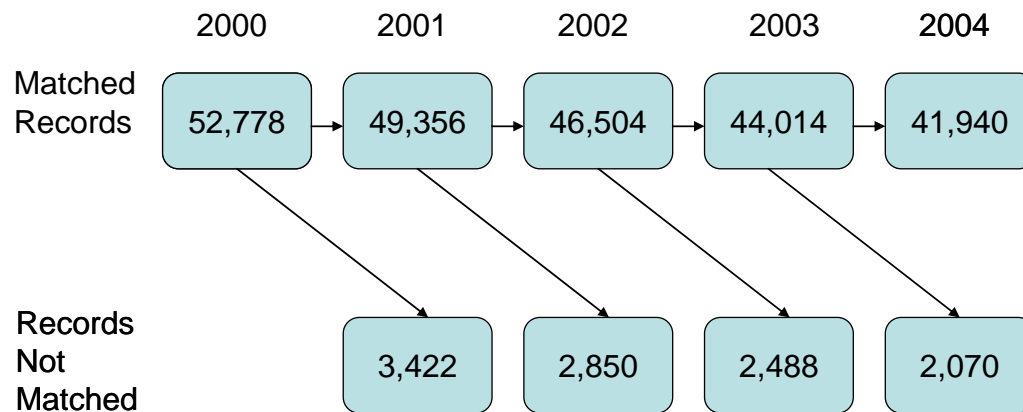 2000 2001 2002 2003 2004
Matched
Records
52,778 49,356 46,504 44,014 41,940
Records
Not
Matched
3,422 2,850 2,488 2,070